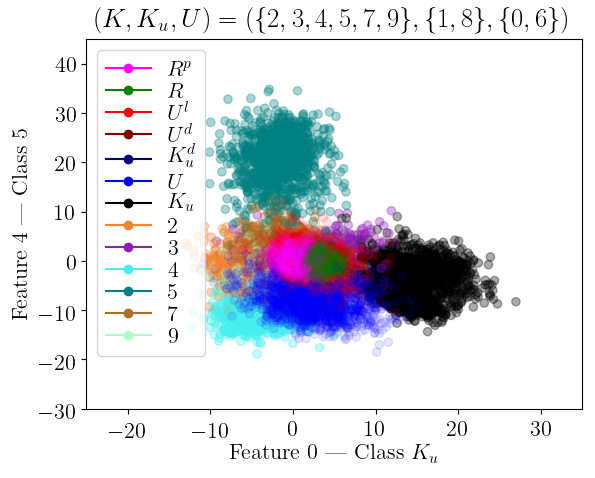 (K, K_u, U) = ({2, 3, 4, 5, 7, 9}, {1, 8}, {0, 6})
Feature 4 — Class 5
40
30
20
10
0
−10
−20
−30
R^p
R
U^l
U^d
K_u^d
U
K_u
2
3
4
5
7
9
−20 −10 0 10 20 30
Feature 0 — Class K_u